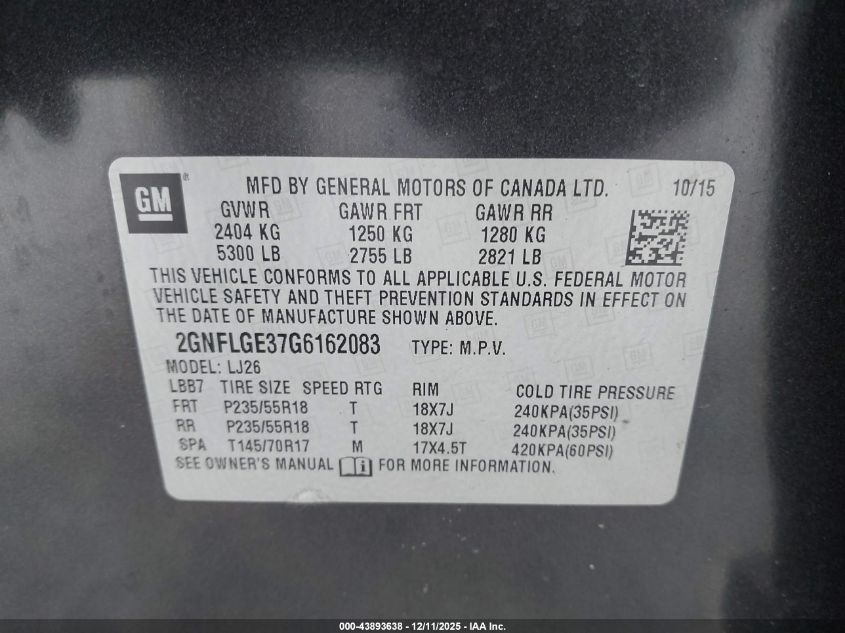 GM ®
MFD BY GENERAL MOTORS OF CANADA LTD. 10/15
GVWR GAWR FRT GAWR RR
2404 KG 1250 KG 1280 KG
5300 LB 2755 LB 2821 LB
THIS VEHICLE CONFORMS TO ALL APPLICABLE U.S. FEDERAL MOTOR
VEHICLE SAFETY AND THEFT PREVENTION STANDARDS IN EFFECT ON
THE DATE OF MANUFACTURE SHOWN ABOVE.
2GNFLGE37G6162083 TYPE: M.P.V.
MODEL: LJ26
LBB7 TIRE SIZE SPEED RTG RIM COLD TIRE PRESSURE
FRT P235/55R18 T 18X7J 240KPA(35PSI)
RR P235/55R18 T 18X7J 240KPA(35PSI)
SPA T145/70R17 M 17X4.5T 420KPA(60PSI)
SEE OWNER'S MANUAL FOR MORE INFORMATION.
000-43893638 - 12/11/2025 - IAA Inc.